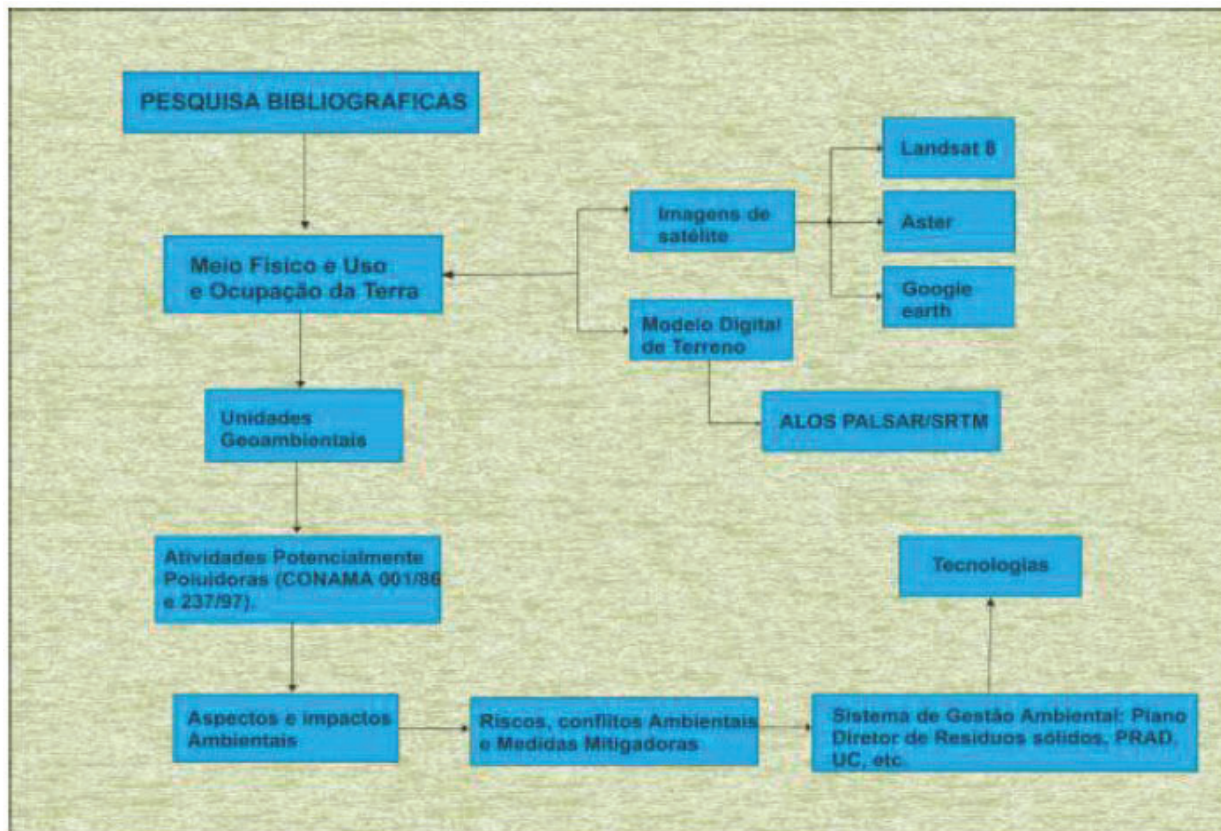 PESQUISA BIBLIOGRAFICAS
Landsat 8
Imagens de
satélite
Aster
Meio Físico e Uso
e Ocupação da Terra
Google
earth
Modelo Digital
de Terreno
ALOS PALSAR/SRTM
Unidades
Geoambientais
Atividades Potencialmente
Poluidoras (CONAMA 001/86
e 237/97).
Tecnologias
Aspectos e impactos
Ambientais
Riscos, conflitos Ambientais
e Medidas Mitigadoras
Sistema de Gestão Ambiental: Plano
Diretor de Resíduos sólidos, PRAD,
UC, etc.